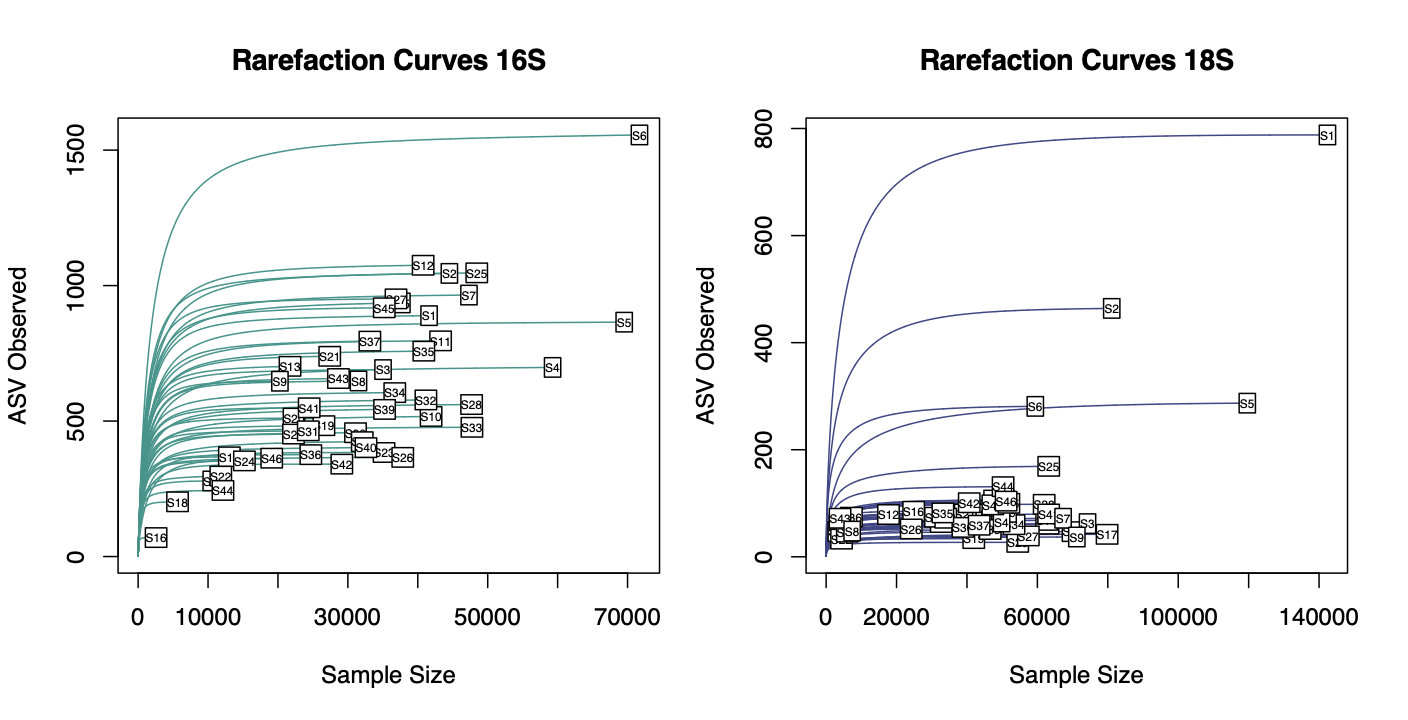 Rarefaction Curves 16S
ASV Observed
1500
1000
500
0
S6
S12
S2
S25
S7
S27
S45
S1
S5
S37
S11
S35
S21
S13
S3
S4
S9
S43
S8
S34
S32
S28
S41
S39
S10
S33
S31
S40
S36
S26
S42
S24
S46
S22
S44
S18
S16
0
10000
30000
50000
70000
Sample Size
Rarefaction Curves 18S
ASV Observed
800
600
400
200
0
S1
S2
S6
S5
S25
S44
S42
S46
S16
S12
S35
S43
S7
S3
S26
S37
S8
S27
S9
S17
0
20000
60000
100000
140000
Sample Size